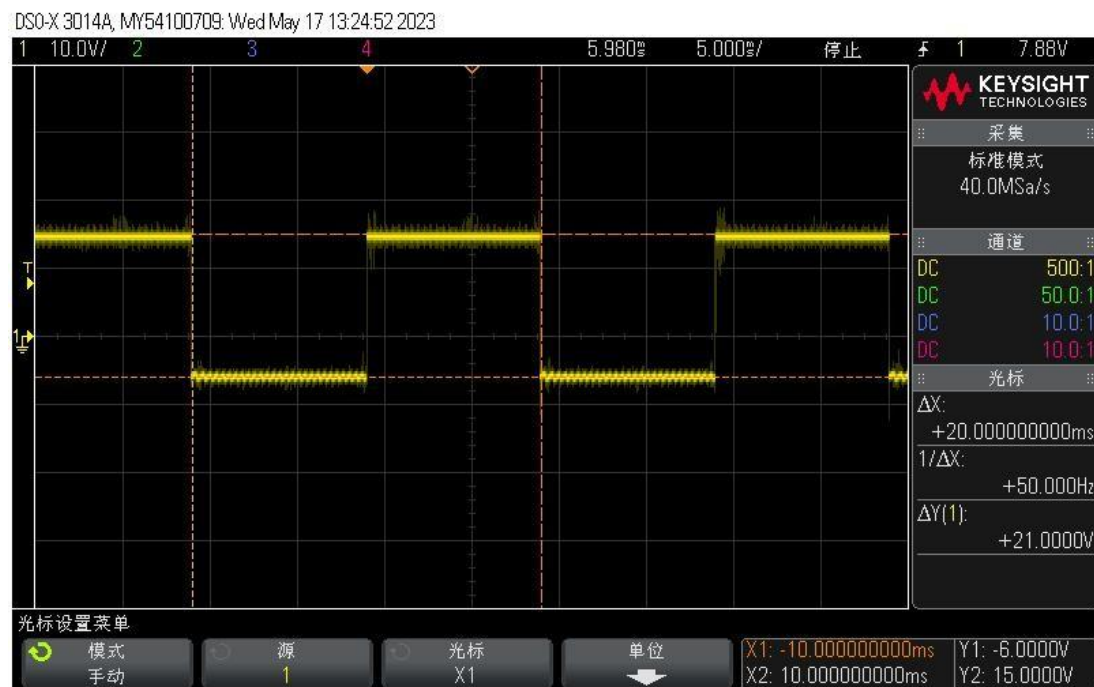 DSO-X 3014A, MY54100709: Wed May 17 13:24:52 2023
1 10.0V/ 2 3 4 5.980ms 5.000ms/ 停止 1 7.88V
KEYSIGHT
TECHNOLOGIES
采集
标准模式
40.0MSa/s
通道
DC 500:1
DC 50.0:1
DC 10.0:1
DC 10.0:1
光标
ΔX:
+20.000000000ms
1/ΔX:
+50.000Hz
ΔY(1):
+21.0000V
T
1
光标设置菜单
模式
手动
源
1
光标
X1
单位
X1: -10.000000000ms
X2: 10.000000000ms
Y1: -6.0000V
Y2: 15.0000V